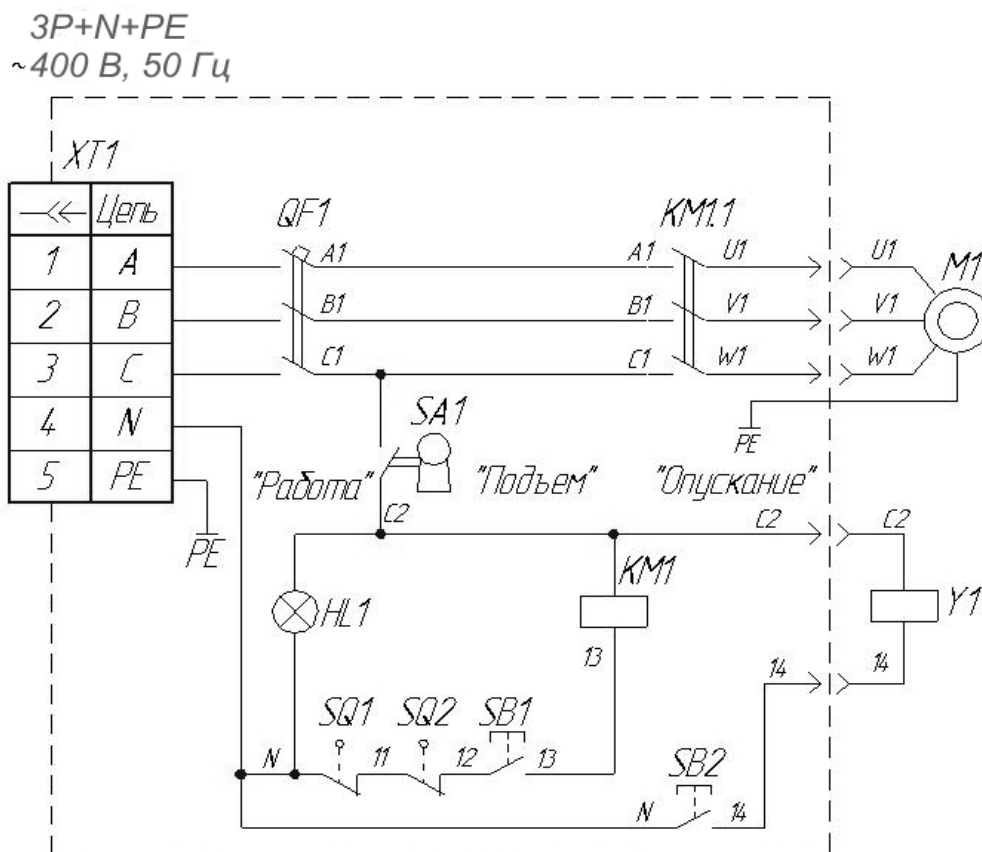 3P+N+PE
~400 В, 50 Гц
XT1
Цепь
1 A
2 B
3 C
4 N
5 PE
PE
QF1
A1
B1
C1
KM1.1
A1 U1
B1 V1
C1 W1
U1
V1
W1
M1
PE
SA1
"Работа" "Подъем" "Опускание"
C2
C2
C2
HL1
KM1
13
Y1
14
14
SQ1 SQ2 SB1
N 11 12 13
SB2
N 14